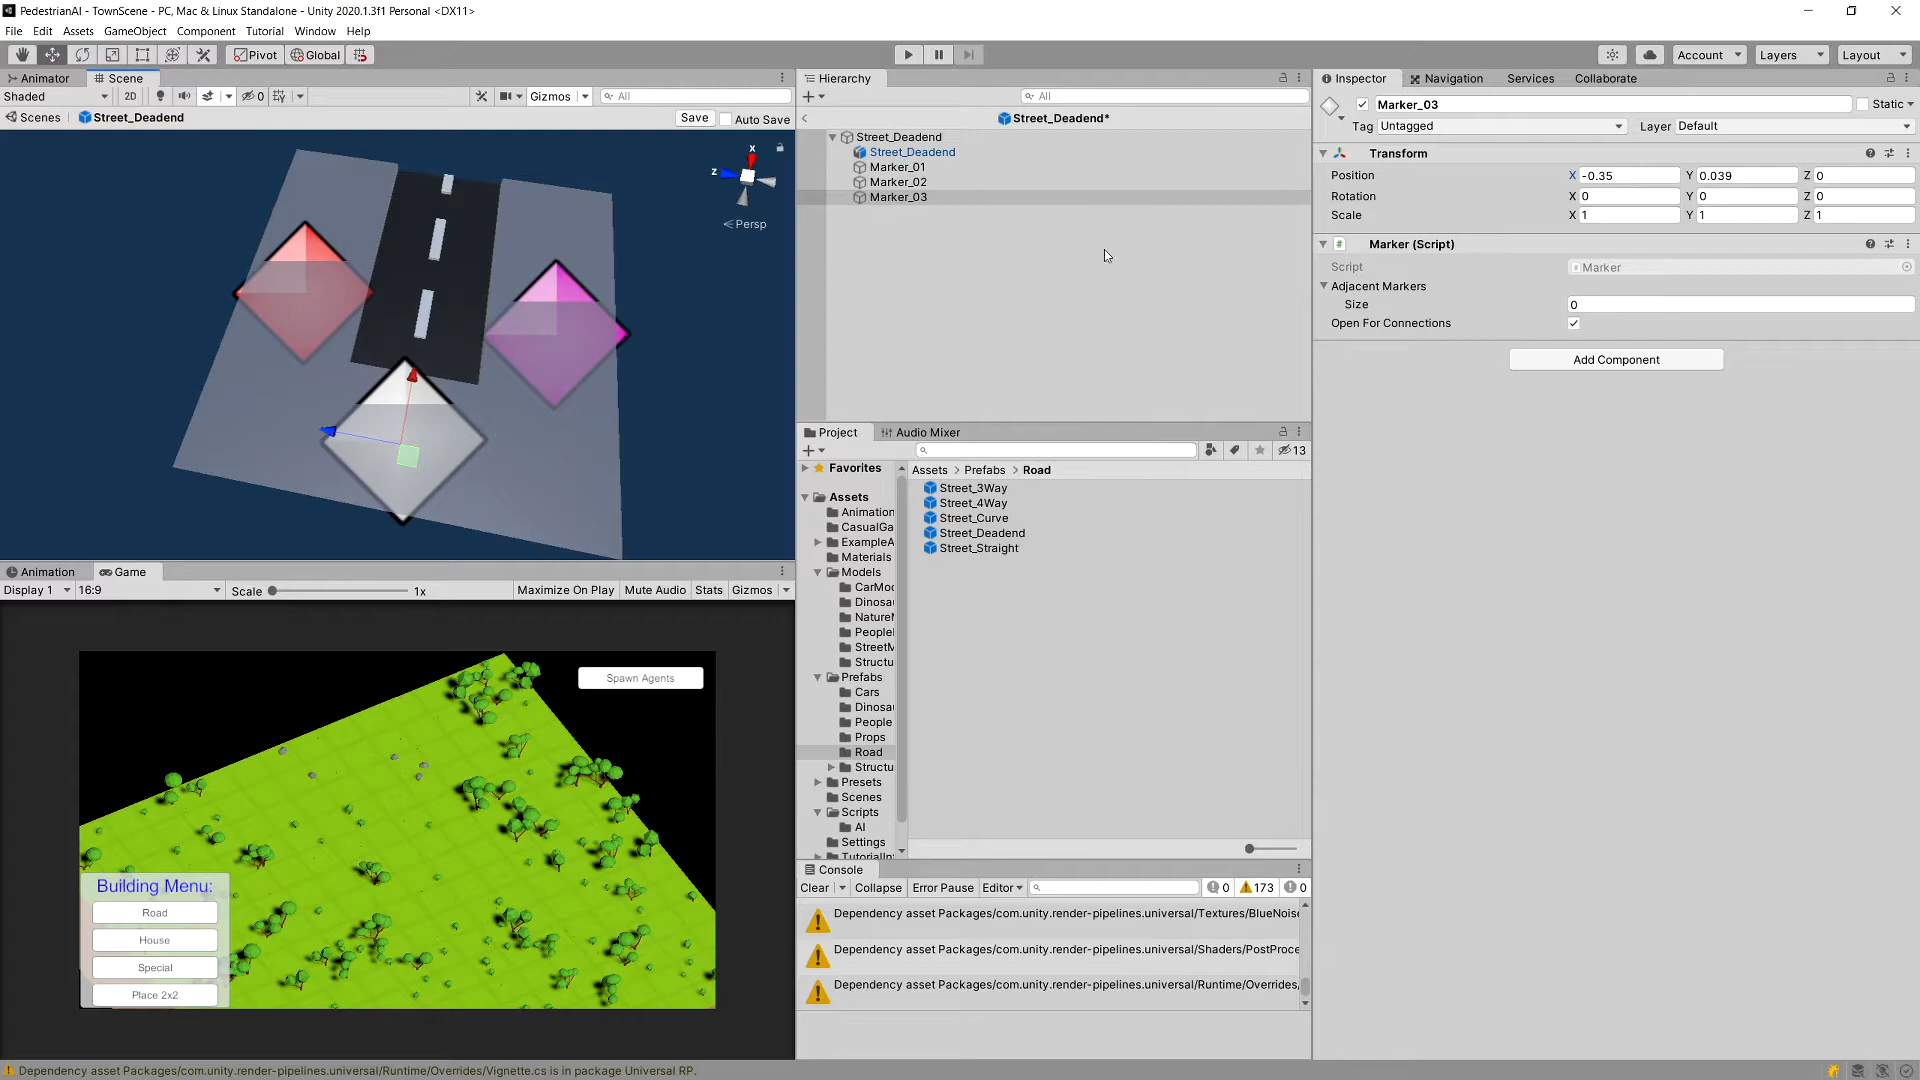 PedestrianAI - TownScene - PC, Mac & Linux Standalone - Unity 2020.1.3f1 Personal <DX11>
File Edit Assets GameObject Component Tutorial Window Help
Pivot Global Account Layers Layout
Animator Scene
Shaded 2D 0 Gizmos All
Scenes Street_Deadend Save Auto Save
x
z
Persp
Hierarchy
All
Street_Deadend*
Street_Deadend
Street_Deadend
Marker_01
Marker_02
Marker_03
Inspector Navigation Services Collaborate
Marker_03 Static
Tag Untagged Layer Default
Transform
Position X -0.35 Y 0.039 Z 0
Rotation X 0 Y 0 Z 0
Scale X 1 Y 1 Z 1
Marker (Script)
Script Marker
Adjacent Markers
Size 0
Open For Connections
Add Component
Project Audio Mixer
13
Favorites
Assets
Animation
CasualGa
ExampleA
Materials
Models
CarMod
Dinosau
NatureM
PeopleM
StreetM
Structu
Prefabs
Cars
Dinosau
People
Props
Road
Structu
Presets
Scenes
Scripts
AI
Settings
TutorialInf
Assets > Prefabs > Road
Street_3Way
Street_4Way
Street_Curve
Street_Deadend
Street_Straight
Animation Game
Display 1 16:9 Scale 1x Maximize On Play Mute Audio Stats Gizmos
Spawn Agents
Building Menu:
Road
House
Special
Place 2x2
Console
Clear Collapse Error Pause Editor 0 173 0
Dependency asset Packages/com.unity.render-pipelines.universal/Textures/BlueNoise
Dependency asset Packages/com.unity.render-pipelines.universal/Shaders/PostProce
Dependency asset Packages/com.unity.render-pipelines.universal/Runtime/Overrides,
Dependency asset Packages/com.unity.render-pipelines.universal/Runtime/Overrides/Vignette.cs is in package Universal RP.